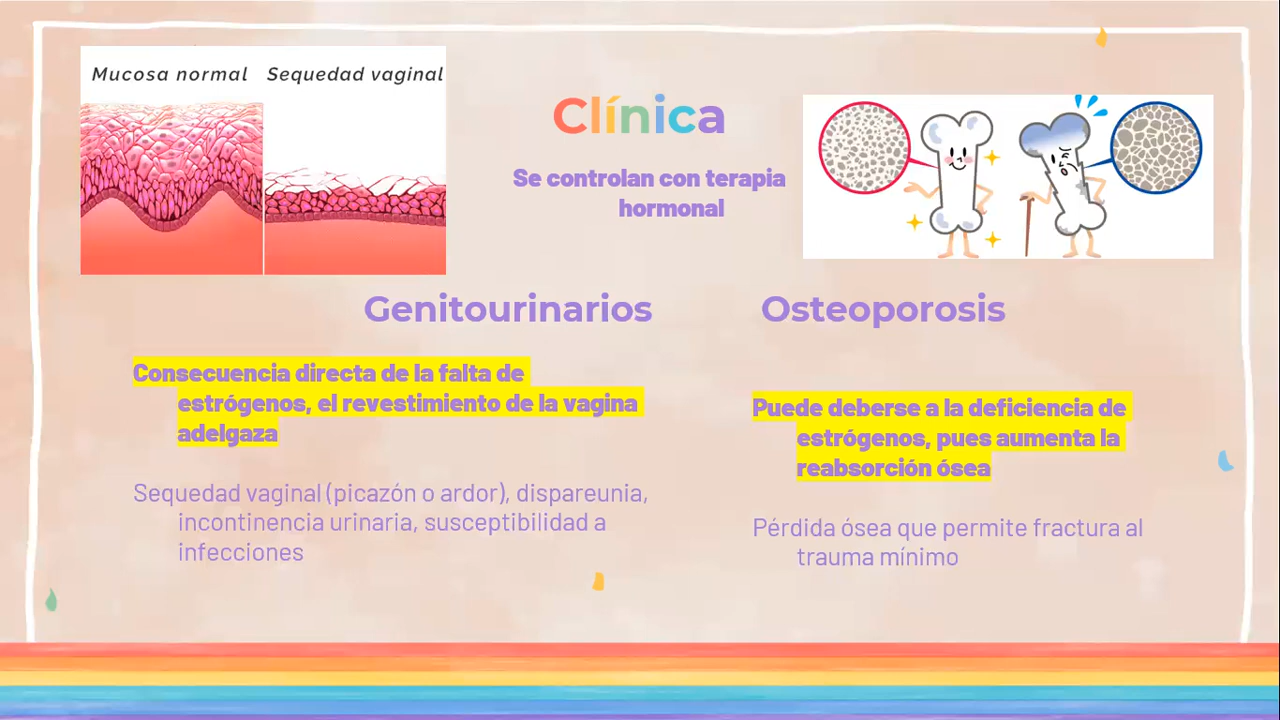 Mucosa normal Sequedad vaginal
Clínica
Se controlan con terapia
hormonal
Genitourinarios
Consecuencia directa de la falta de
estrógenos, el revestimiento de la vagina
adelgaza
Sequedad vaginal (picazón o ardor), dispareunia,
incontinencia urinaria, susceptibilidad a
infecciones
Osteoporosis
Puede deberse a la deficiencia de
estrógenos, pues aumenta la
reabsorción ósea
Pérdida ósea que permite fractura al
trauma mínimo